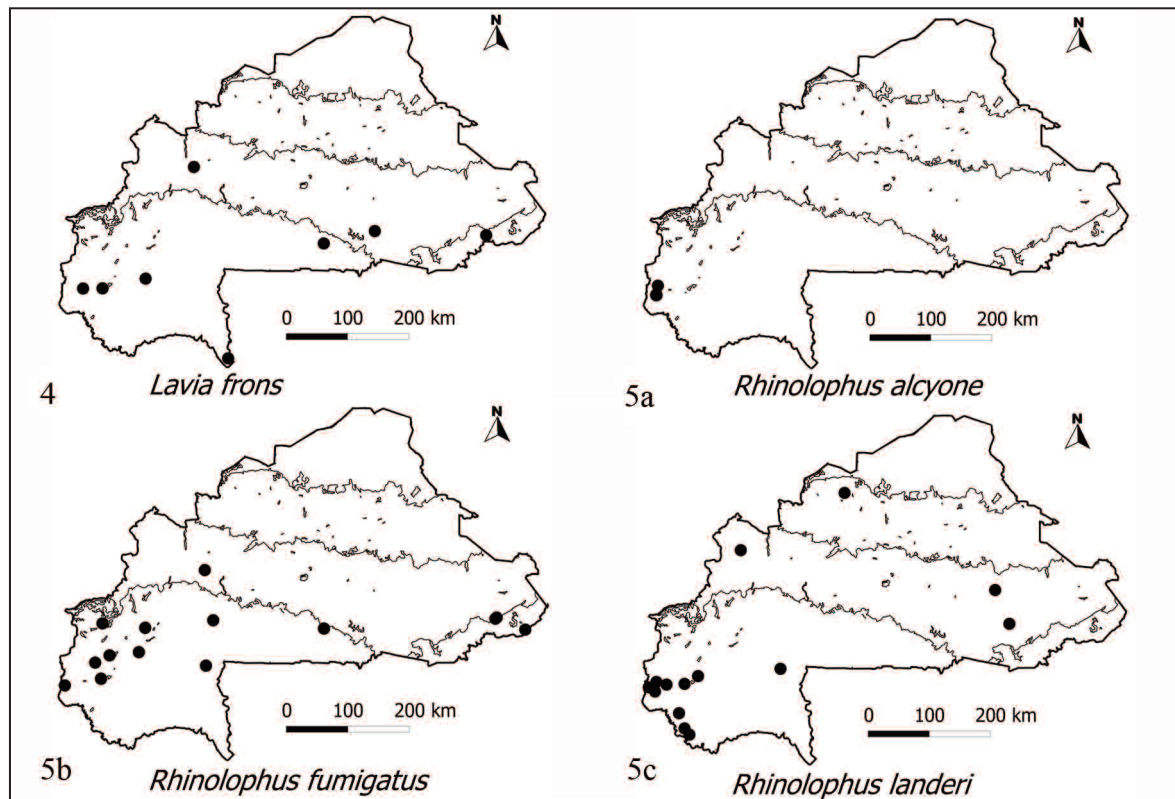 N
0 100 200 km
4
Lavia frons
N
0 100 200 km
5a
Rhinolophus alcyone
N
0 100 200 km
5b
Rhinolophus fumigatus
N
0 100 200 km
5c
Rhinolophus landeri